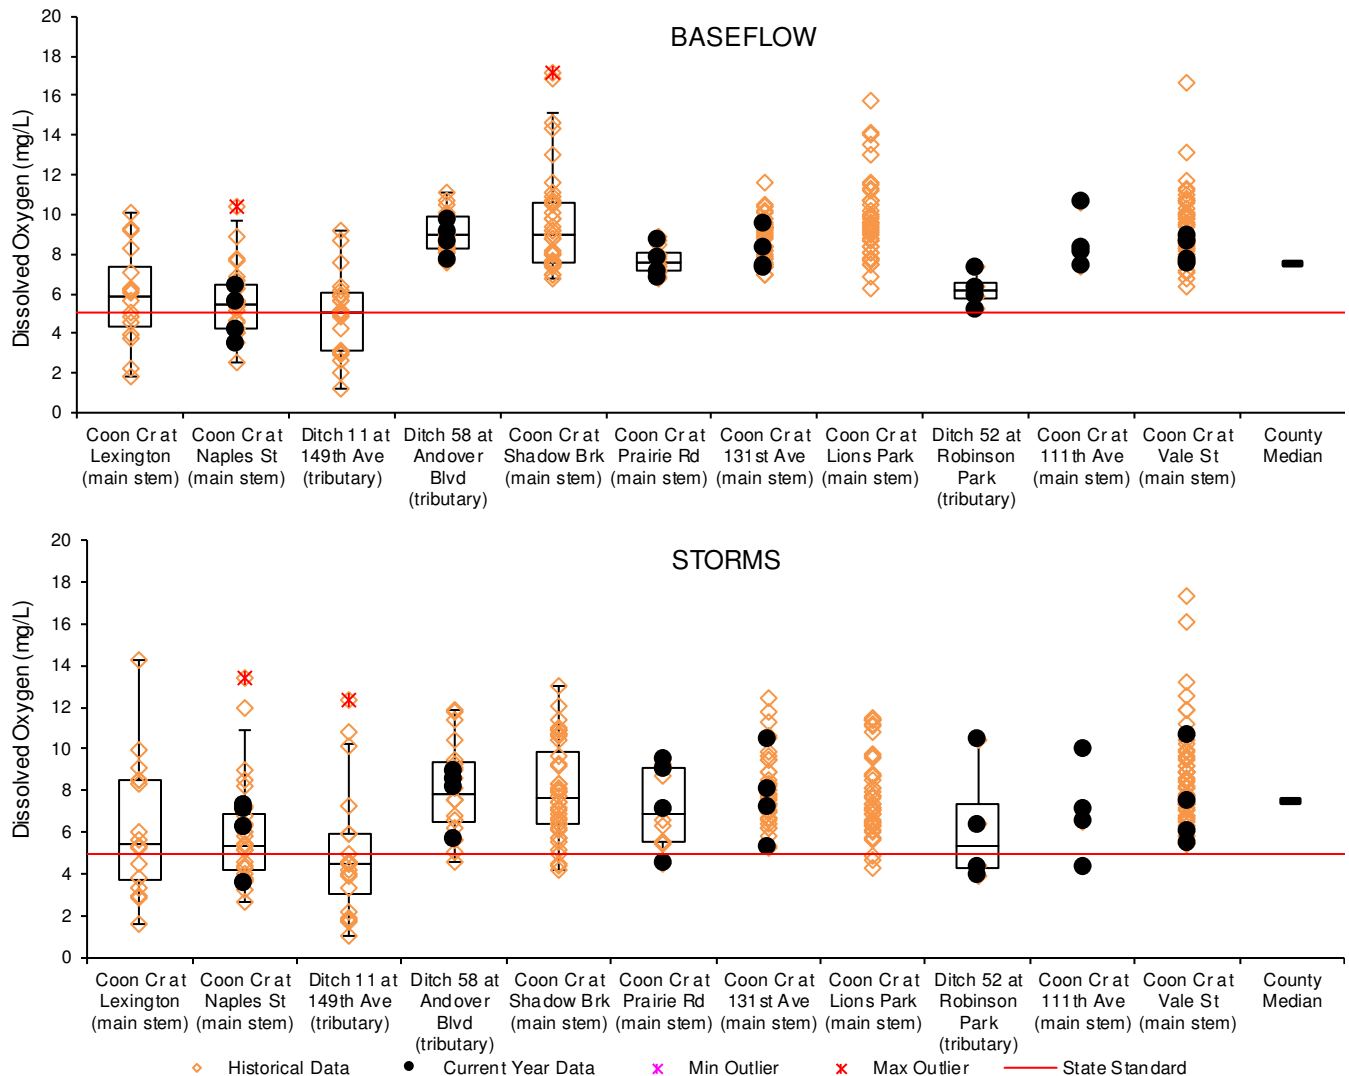 BASEFLOW
Dissolved Oxygen (mg/L)
20
18
16
14
12
10
8
6
4
2
0
Coon Cr at Lexington (main stem)
Coon Cr at Naples St (main stem)
Ditch 11 at 149th Ave (tributary)
Ditch 58 at Andover Blvd (tributary)
Coon Cr at Shadow Brk (main stem)
Coon Cr at Prairie Rd (main stem)
Coon Cr at 131st Ave (main stem)
Coon Cr at Lions Park (main stem)
Ditch 52 at Robinson Park (tributary)
Coon Cr at 111th Ave (main stem)
Coon Cr at Vale St (main stem)
County Median
STORMS
Dissolved Oxygen (mg/L)
20
18
16
14
12
10
8
6
4
2
0
Coon Cr at Lexington (main stem)
Coon Cr at Naples St (main stem)
Ditch 11 at 149th Ave (tributary)
Ditch 58 at Andover Blvd (tributary)
Coon Cr at Shadow Brk (main stem)
Coon Cr at Prairie Rd (main stem)
Coon Cr at 131st Ave (main stem)
Coon Cr at Lions Park (main stem)
Ditch 52 at Robinson Park (tributary)
Coon Cr at 111th Ave (main stem)
Coon Cr at Vale St (main stem)
County Median
Historical Data
Current Year Data
Min Outlier
Max Outlier
State Standard